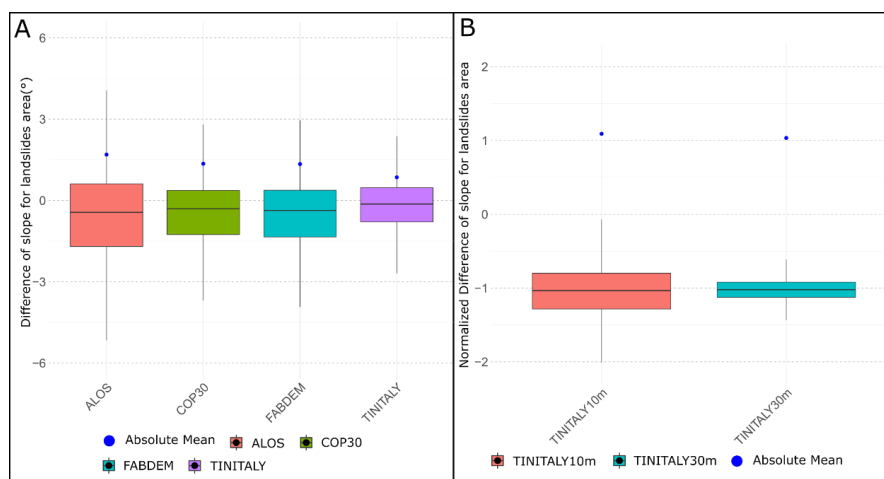 A
Difference of slope for landslides area(°)
6
3
0
−3
−6
ALOS
COP30
FABDEM
TINITALY
Absolute Mean ALOS COP30
FABDEM TINITALY
B
Normalized Difference of slope for landslides area
2
1
0
−1
−2
TINITALY10m
TINITALY30m
TINITALY10m TINITALY30m Absolute Mean